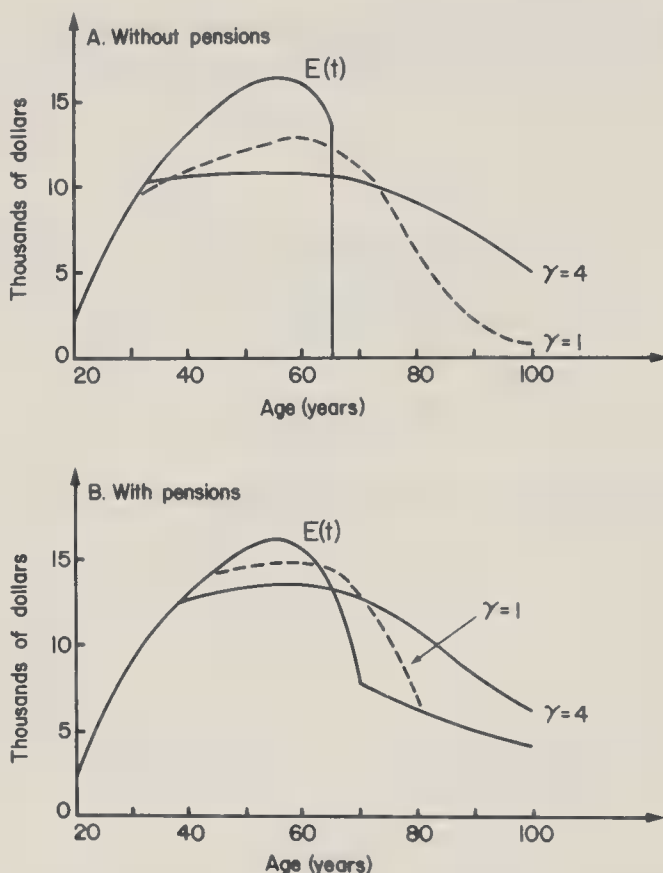 A. Without pensions
E(t)
Thousands of dollars
15
10
5
0
γ=4
γ=1
20 40 60 80 100
Age (years)
B. With pensions
E(t)
Thousands of dollars
15
10
5
0
γ=1
γ=4
20 40 60 80 100
Age (years)